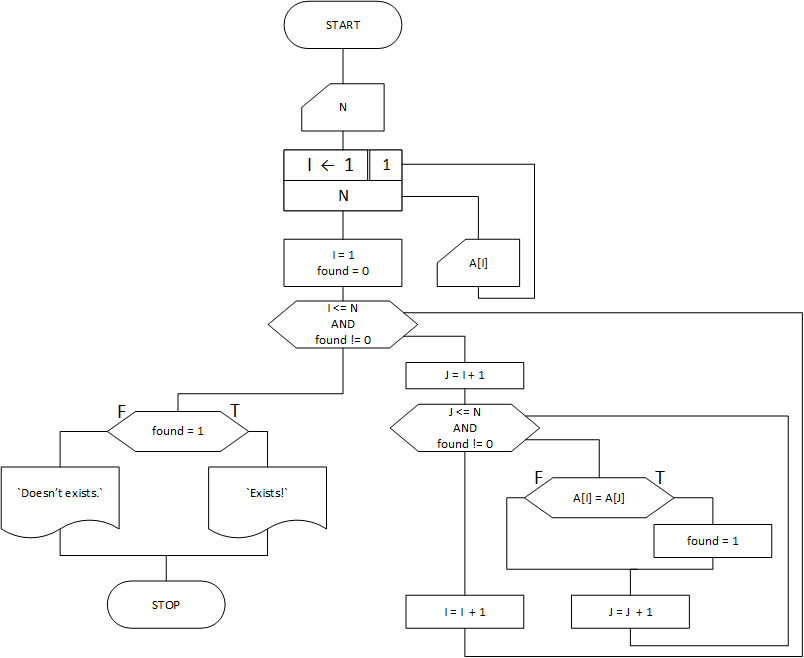 START
N
I ← 1
1
N
I = 1
found = 0
A[I]
I <= N
AND
found != 0
J = I + 1
F
T
found = 1
J <= N
AND
found != 0
`Doesn't exists.`
`Exists!`
F
T
A[I] = A[J]
found = 1
STOP
I = I + 1
J = J + 1